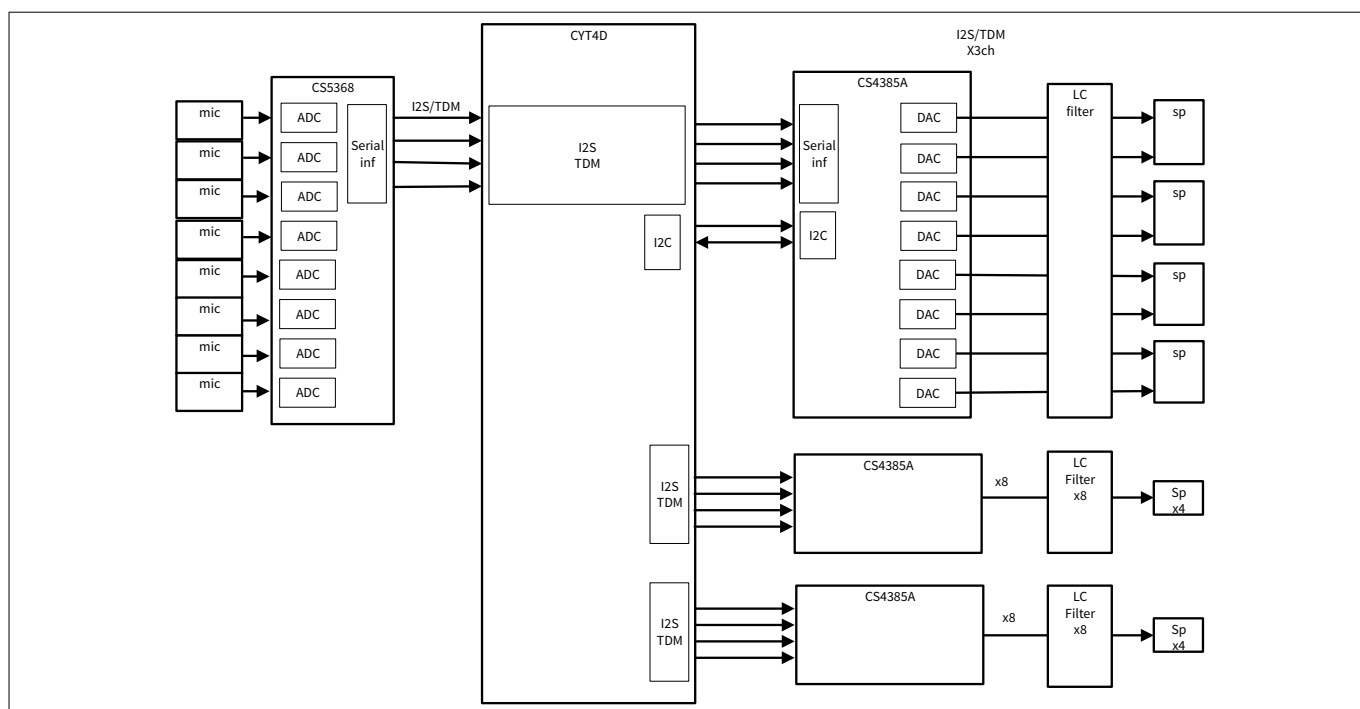 CYT4D
I2S/TDM
X3ch
CS5368
CS4385A
mic
mic
mic
mic
mic
mic
mic
mic
ADC
ADC
ADC
ADC
ADC
ADC
ADC
ADC
Serial
inf
I2S/TDM
I2S
TDM
I2C
Serial
inf
I2C
DAC
DAC
DAC
DAC
DAC
DAC
DAC
DAC
LC
filter
sp
sp
sp
sp
I2S
TDM
CS4385A
x8
LC
Filter
x8
Sp
x4
I2S
TDM
CS4385A
x8
LC
Filter
x8
Sp
x4